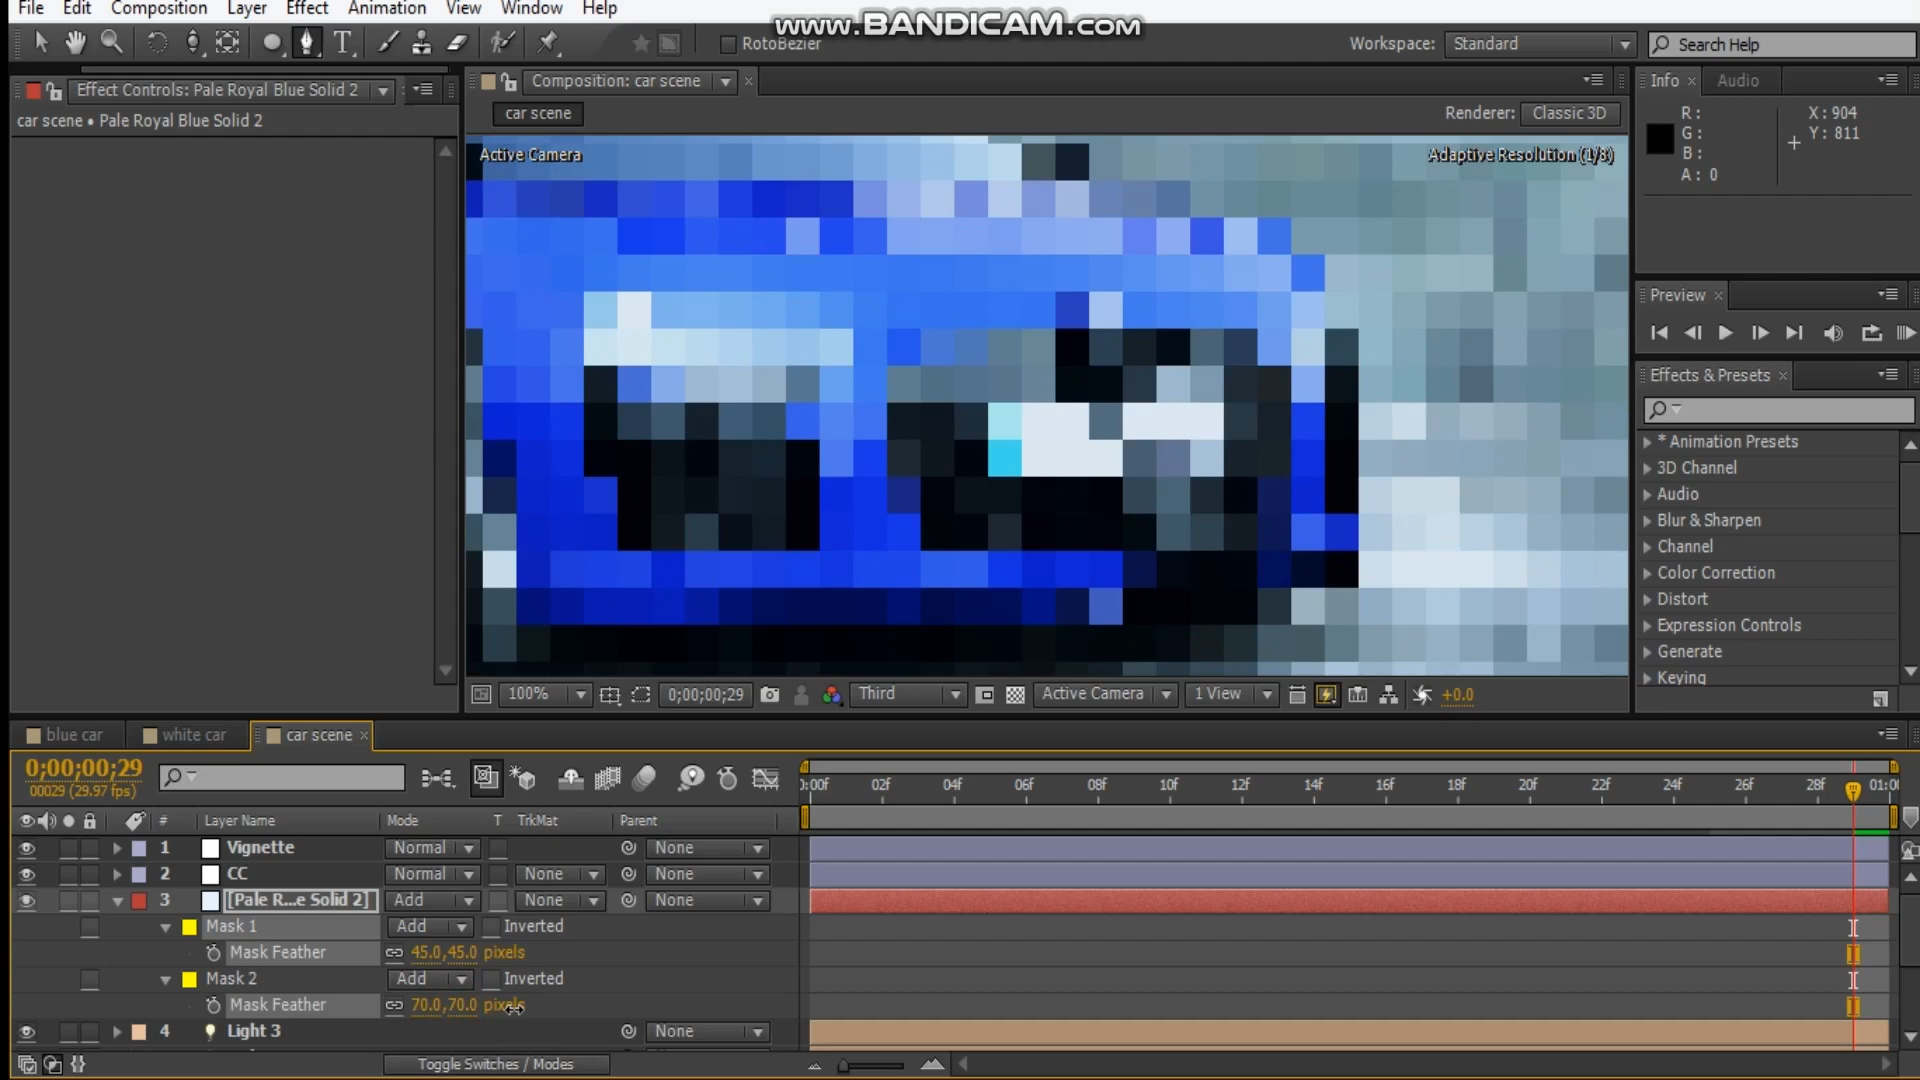 File Edit Composition Layer Effect Animation View Window Help
www.BANDICAM.com
RotoBezier
Workspace: Standard
Search Help
Effect Controls: Pale Royal Blue Solid 2
car scene • Pale Royal Blue Solid 2
Composition: car scene
car scene
Renderer: Classic 3D
Active Camera
Adaptive Resolution (1/8)
Info Audio
R:
G:
B:
A: 0
X: 904
Y: 811
Preview
Effects & Presets
* Animation Presets
3D Channel
Audio
Blur & Sharpen
Channel
Color Correction
Distort
Expression Controls
Generate
Keying
100% 0;00;00;29 Third Active Camera 1 View +0.0
blue car white car car scene
0;00;00;29
00029 (29.97 fps)
02f 04f 06f 08f 10f 12f 14f 16f 18f 20f 22f 24f 26f 28f
# Layer Name Mode T TrkMat Parent
1 Vignette Normal None
2 CC Normal None None
3 [Pale R...e Solid 2] Add None None
Mask 1 Add Inverted
Mask Feather 45.0,45.0 pixels
Mask 2 Add Inverted
Mask Feather 70.0,70.0 pixels
4 Light 3 None
Toggle Switches / Modes